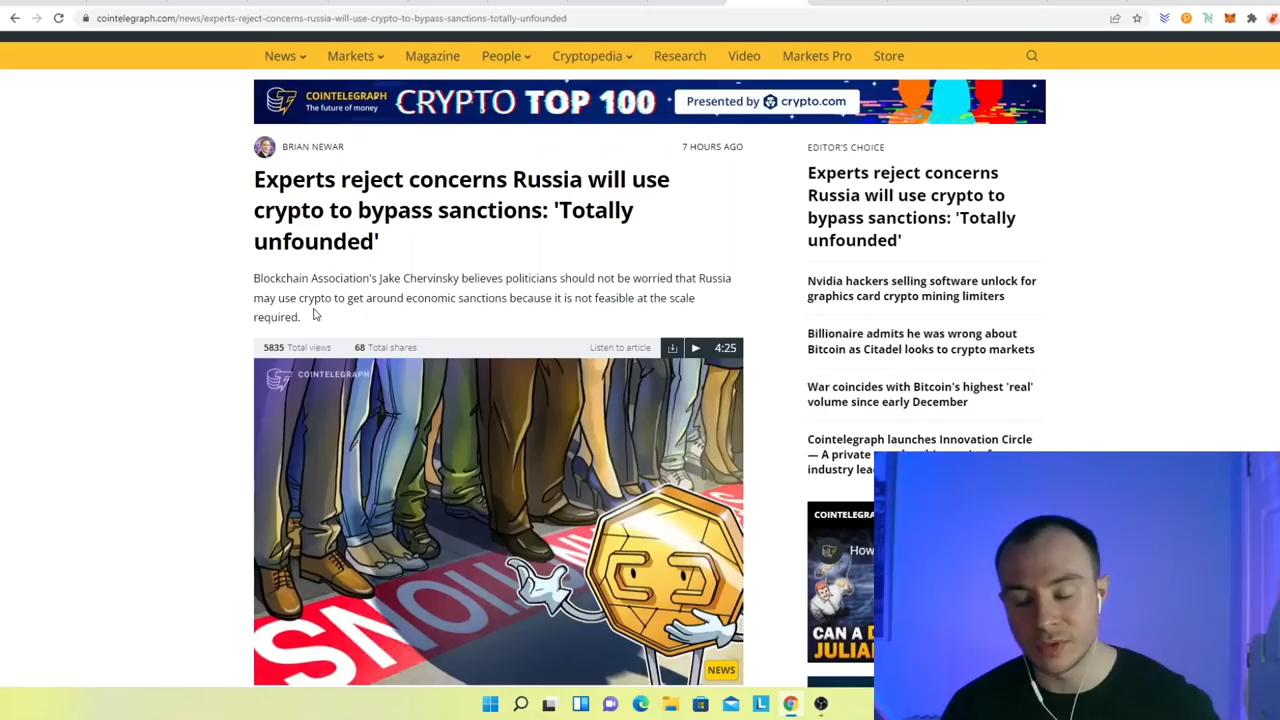 cointelegraph.com/news/experts-reject-concerns-russia-will-use-crypto-to-bypass-sanctions-totally-unfounded
News Markets Magazine People Cryptopedia Research Video Markets Pro Store
COINTELEGRAPH
The future of money
CRYPTO TOP 100
Presented by crypto.com
BRIAN NEWAR
7 HOURS AGO
Experts reject concerns Russia will use
crypto to bypass sanctions: 'Totally
unfounded'
Blockchain Association's Jake Chervinsky believes politicians should not be worried that Russia
may use crypto to get around economic sanctions because it is not feasible at the scale
required.
5835 Total views 68 Total shares Listen to article 4:25
COINTELEGRAPH
NEWS
EDITOR'S CHOICE
Experts reject concerns
Russia will use crypto to
bypass sanctions: 'Totally
unfounded'
Nvidia hackers selling software unlock for
graphics card crypto mining limiters
Billionaire admits he was wrong about
Bitcoin as Citadel looks to crypto markets
War coincides with Bitcoin's highest 'real'
volume since early December
Cointelegraph launches Innovation Circle
— A private
industry
COINTELEGRA
How
CAN A
JULIA